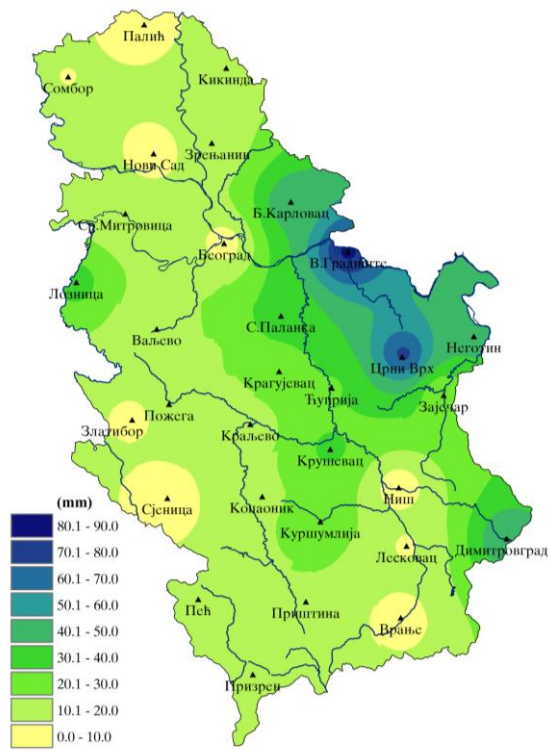 Палић
Кикинда
Сомбор
Зрењанин
Нови Сад
Б.Карловац
Ср.Митровица
Београд
В.Градиште
Лозница
С.Паланка
Ваљево
Неготин
Црни Врх
Крагујевац
Ћуприја
Зајечар
Пожега
Златибор
Краљево
Крушевац
Ниш
Сјеница
Копаоник
Куршумлија
Димитровград
Лесковац
Пећ
Приштина
Врање
Призрен
(mm)
80.1 - 90.0
70.1 - 80.0
60.1 - 70.0
50.1 - 60.0
40.1 - 50.0
30.1 - 40.0
20.1 - 30.0
10.1 - 20.0
0.0 - 10.0